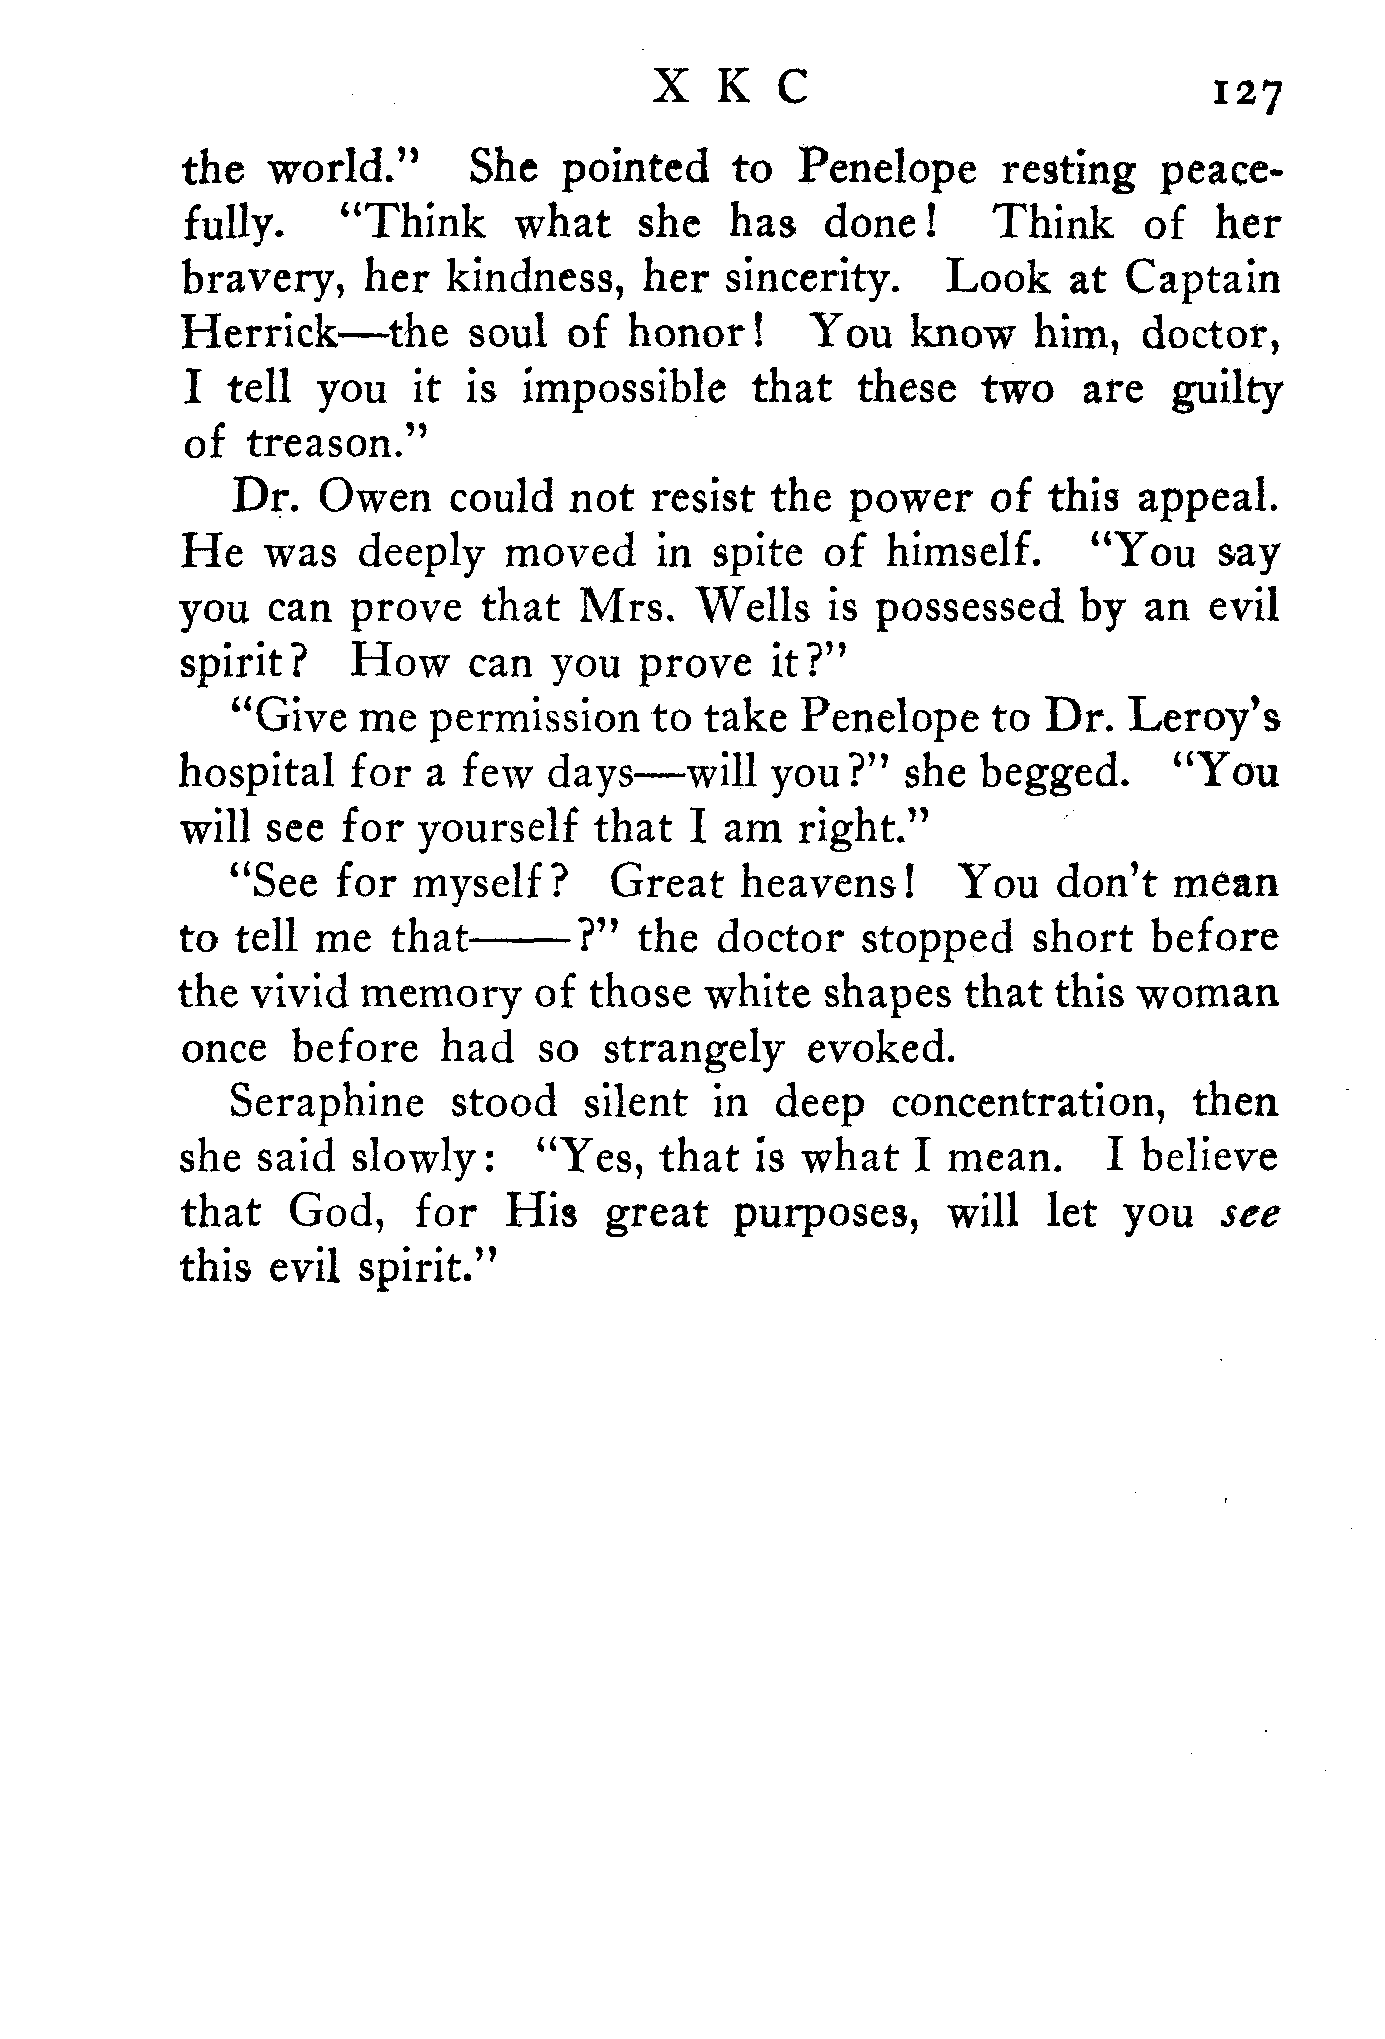 X K C 127
the world." She pointed to Penelope resting peace-
fully. "Think what she has done! Think of her
bravery, her kindness, her sincerity. Look at Captain
Herrick—the soul of honor! You know him, doctor,
I tell you it is impossible that these two are guilty
of treason."
Dr. Owen could not resist the power of this appeal.
He was deeply moved in spite of himself. "You say
you can prove that Mrs. Wells is possessed by an evil
spirit? How can you prove it?"
"Give me permission to take Penelope to Dr. Leroy's
hospital for a few days—will you?" she begged. "You
will see for yourself that I am right."
"See for myself? Great heavens! You don't mean
to tell me that——?" the doctor stopped short before
the vivid memory of those white shapes that this woman
once before had so strangely evoked.
Seraphine stood silent in deep concentration, then
she said slowly: "Yes, that is what I mean. I believe
that God, for His great purposes, will let you see
this evil spirit."